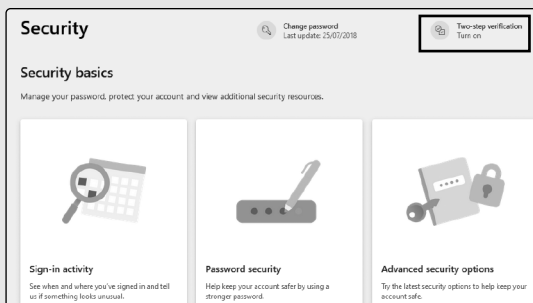 Security
Change password
Last update: 25/07/2018
Two-step verification
Turn on
Security basics
Manage your password, protect your account and view additional security resources.
Sign-in activity
See when and where you've signed in and tell
us if something looks unusual.
Password security
Help keep your account safer by using a
stronger password.
Advanced security options
Try the latest security options to help keep your
account safe.